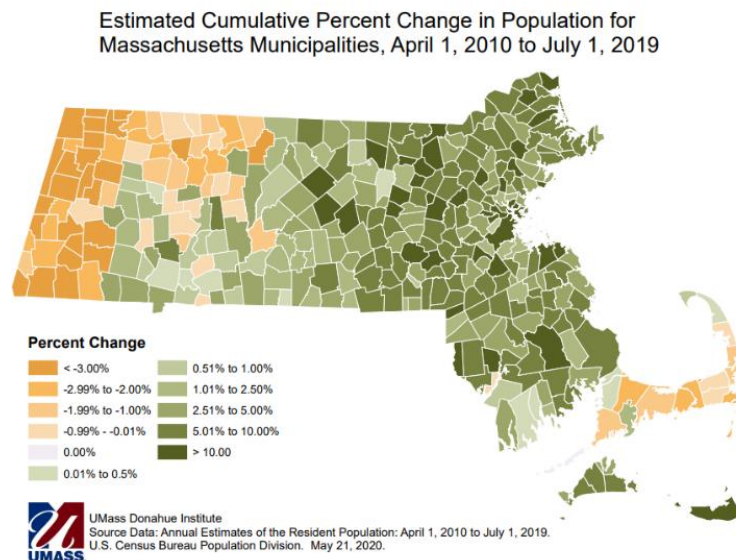 Estimated Cumulative Percent Change in Population for
Massachusetts Municipalities, April 1, 2010 to July 1, 2019
Percent Change
< -3.00%
-2.99% to -2.00%
-1.99% to -1.00%
-0.99% - -0.01%
0.00%
0.01% to 0.5%
0.51% to 1.00%
1.01% to 2.50%
2.51% to 5.00%
5.01% to 10.00%
> 10.00
UMASS
UMass Donahue Institute
Source Data: Annual Estimates of the Resident Population: April 1, 2010 to July 1, 2019.
U.S. Census Bureau Population Division. May 21, 2020.